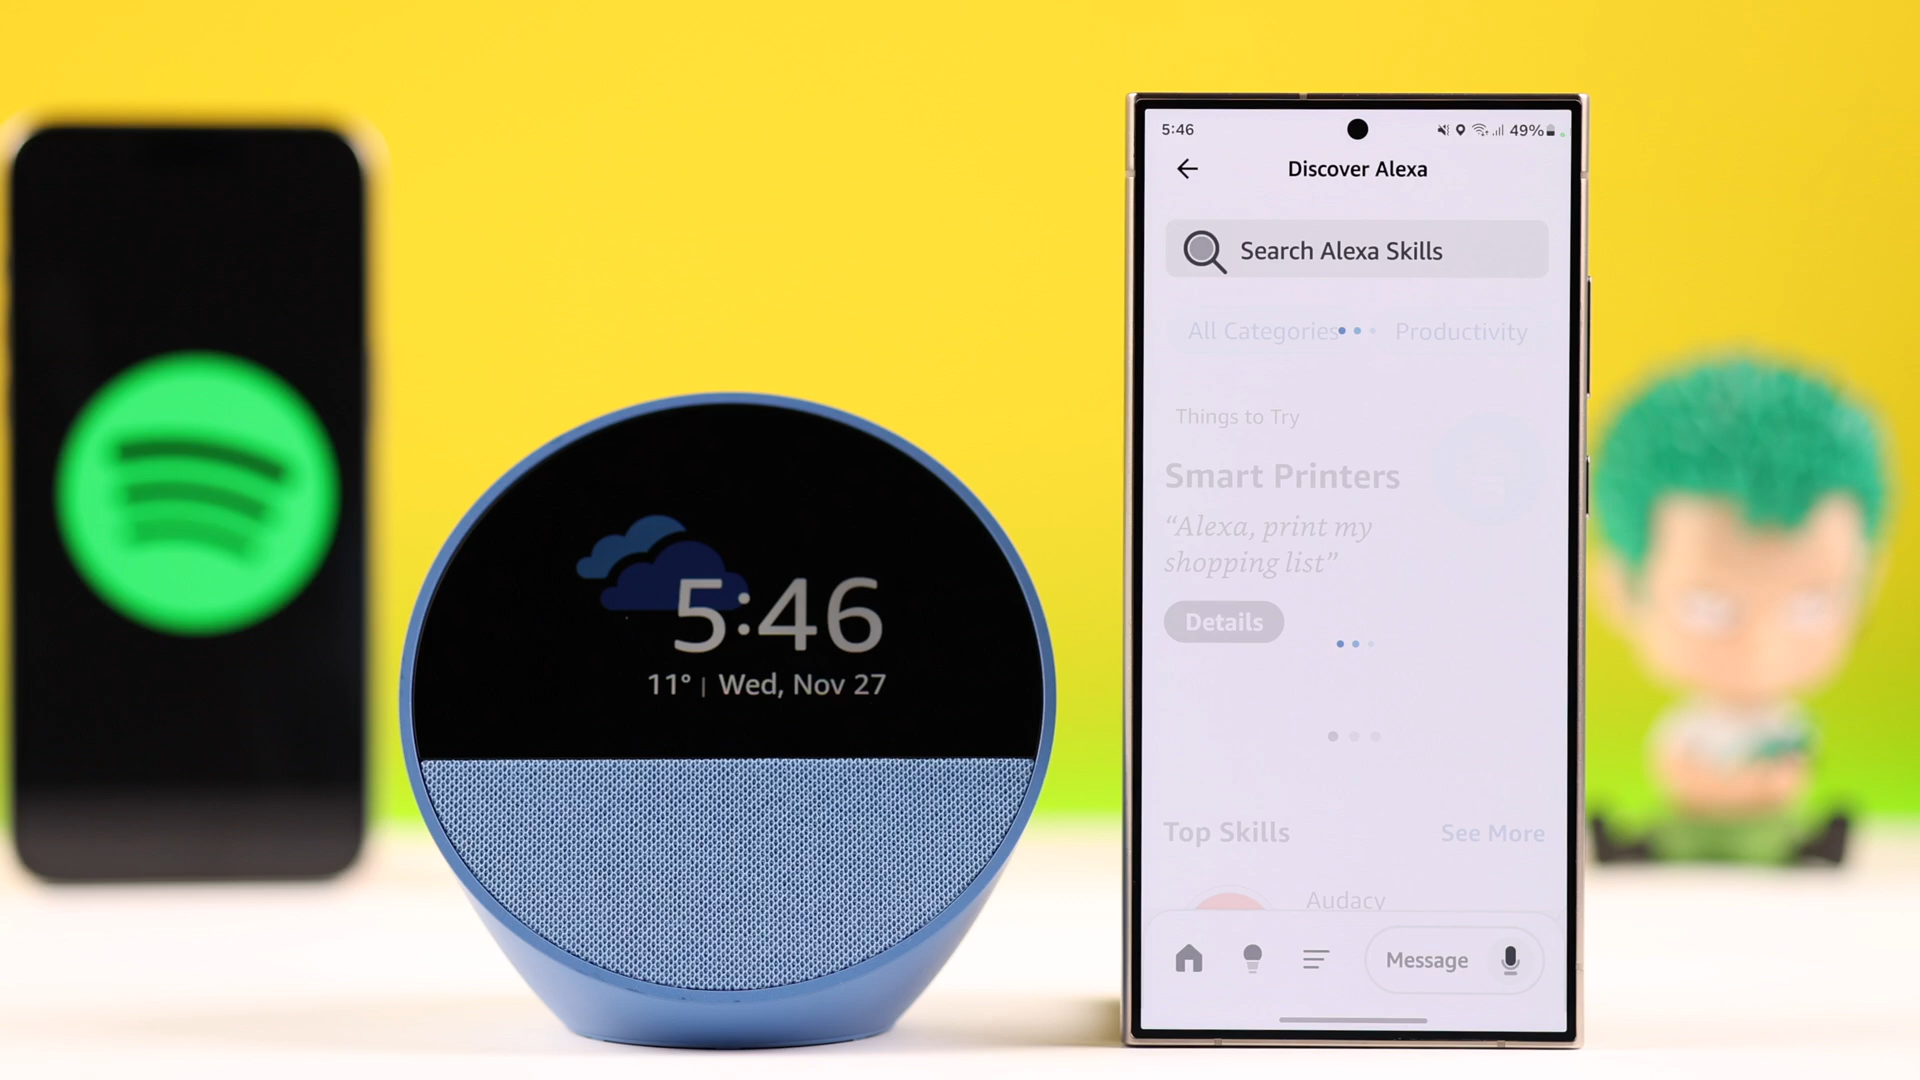 5:46
11° | Wed, Nov 27
5:46
49%
Discover Alexa
Search Alexa Skills
All Categories
Productivity
Things to Try
Smart Printers
“Alexa, print my
shopping list”
Details
Top Skills
See More
Audacy
Message